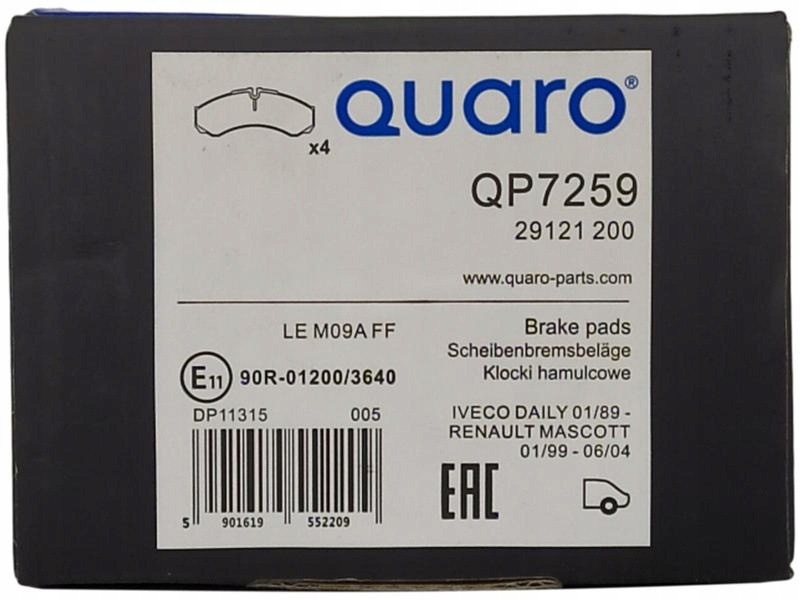 quaro®
x4
QP7259
29121 200
www.quaro-parts.com
LE M09A FF
Brake pads
Scheibenbremsbeläge
Klocki hamulcowe
E11 90R-01200/3640
DP11315 005
IVECO DAILY 01/89 -
RENAULT MASCOTT
01/99 - 06/04
EAC
5 901619 552209